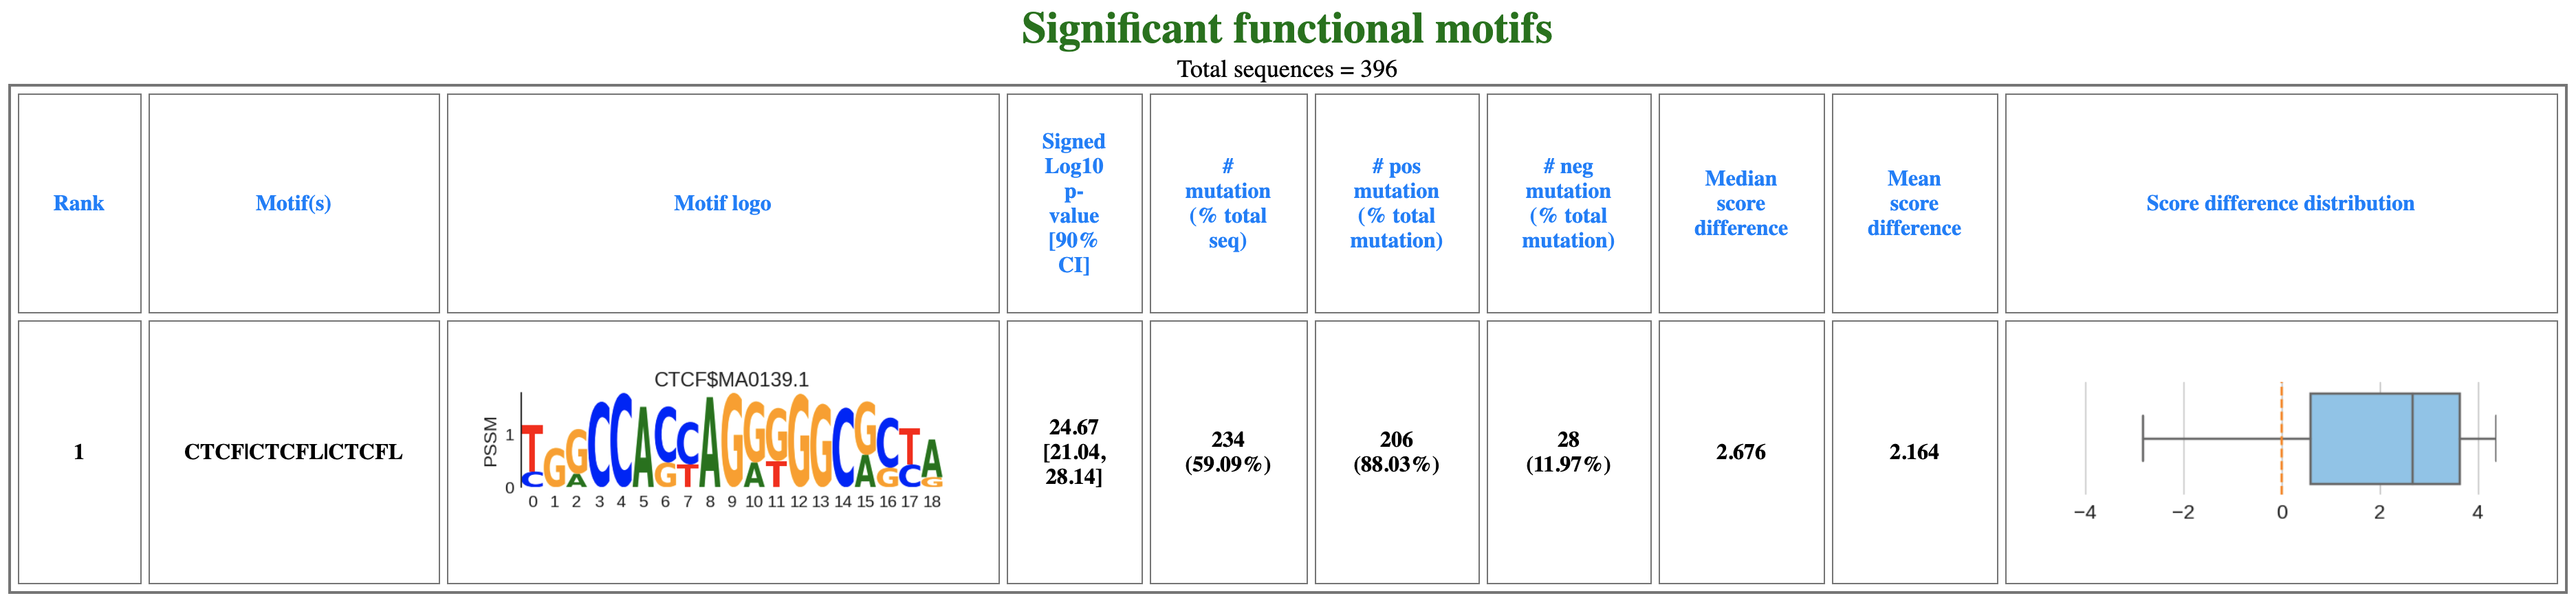 Significant functional motifs
Total sequences = 396
Rank
Motif(s)
Motif logo
Signed
Log10
p-
value
[90%
CI]
#
mutation
(% total
seq)
# pos
mutation
(% total
mutation)
# neg
mutation
(% total
mutation)
Median
score
difference
Mean
score
difference
Score difference distribution
1
CTCF|CTCFL|CTCFL
CTCF$MA0139.1
PSSM
1
0
TGGCCACCAGGGGGCGCTA
CAGTATAGCG
0 1 2 3 4 5 6 7 8 9 10 11 12 13 14 15 16 17 18
24.67
[21.04,
28.14]
234
(59.09%)
206
(88.03%)
28
(11.97%)
2.676
2.164
−4 −2 0 2 4